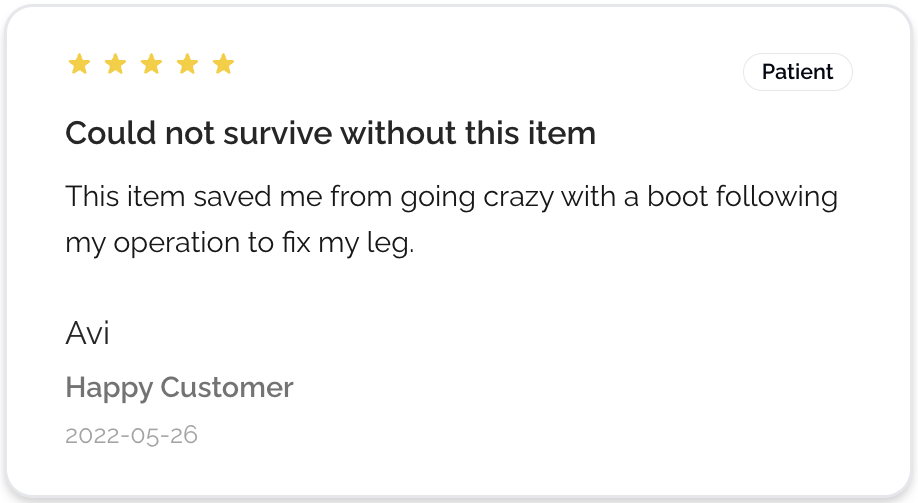 Patient
Could not survive without this item
This item saved me from going crazy with a boot following
my operation to fix my leg.
Avi
Happy Customer
2022-05-26